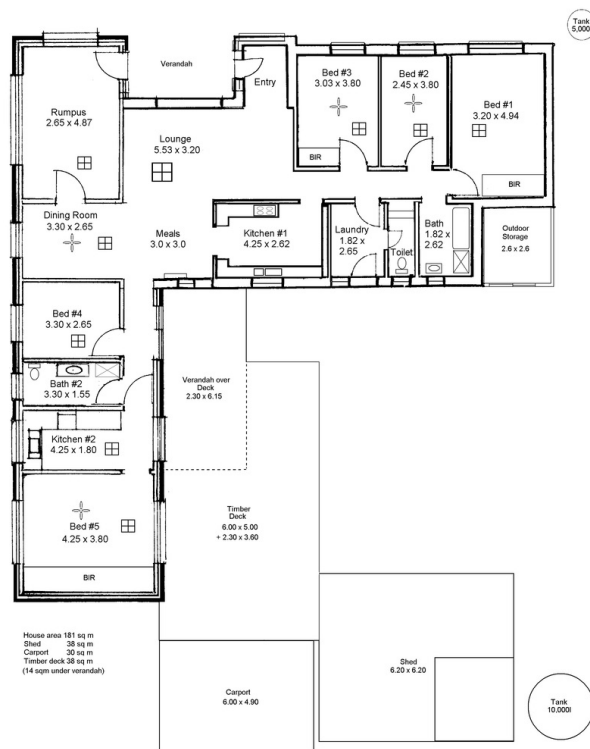 Tank
5,000
Verandah
Entry
Bed #3
3.03 x 3.80
Bed #2
2.45 x 3.80
Bed #1
3.20 x 4.94
Rumpus
2.65 x 4.87
Lounge
5.53 x 3.20
BIR
BIR
Dining Room
3.30 x 2.65
Meals
3.0 x 3.0
Kitchen #1
4.25 x 2.62
Laundry
1.82 x
2.65
Toilet
Bath
1.82 x
2.62
Outdoor
Storage
2.6 x 2.6
Bed #4
3.30 x 2.65
Bath #2
3.30 x 1.55
Verandah over
Deck
2.30 x 6.15
Kitchen #2
4.25 x 1.80
Timber
Deck
6.00 x 5.00
+ 2.30 x 3.60
Bed #5
4.25 x 3.80
BIR
House area 181 sq m
Shed 38 sq m
Carport 30 sq m
Timber deck 38 sq m
(14 sqm under verandah)
Shed
6.20 x 6.20
Carport
6.00 x 4.90
Tank
10,000l